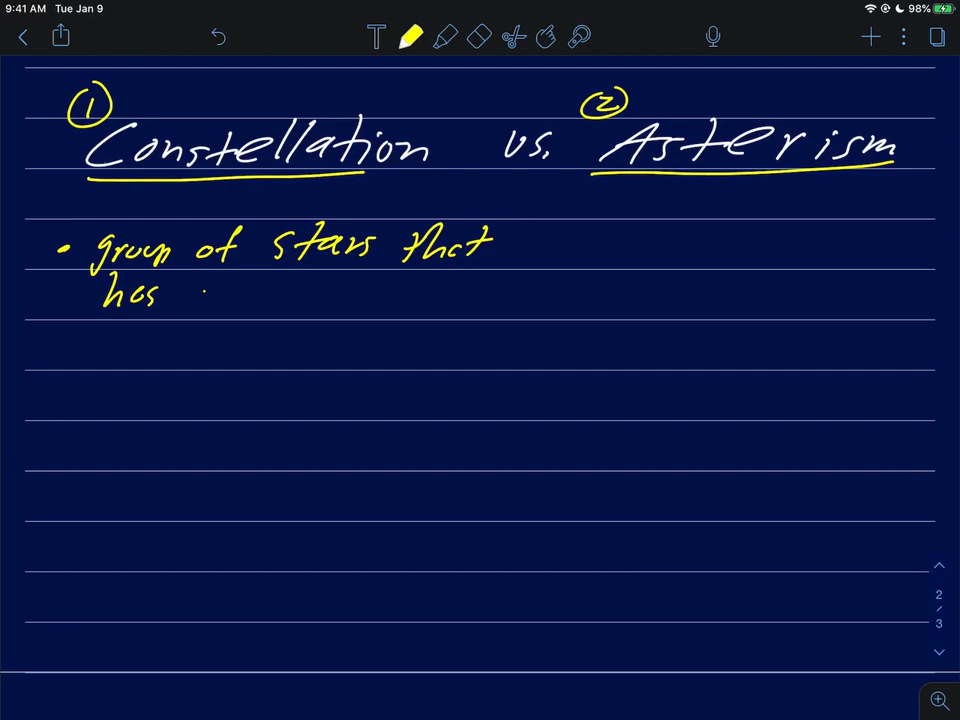 9:41 AM Tue Jan 9 98%
T
① ②
Constellation vs. Asterism
• group of stars that
has
2
/
3